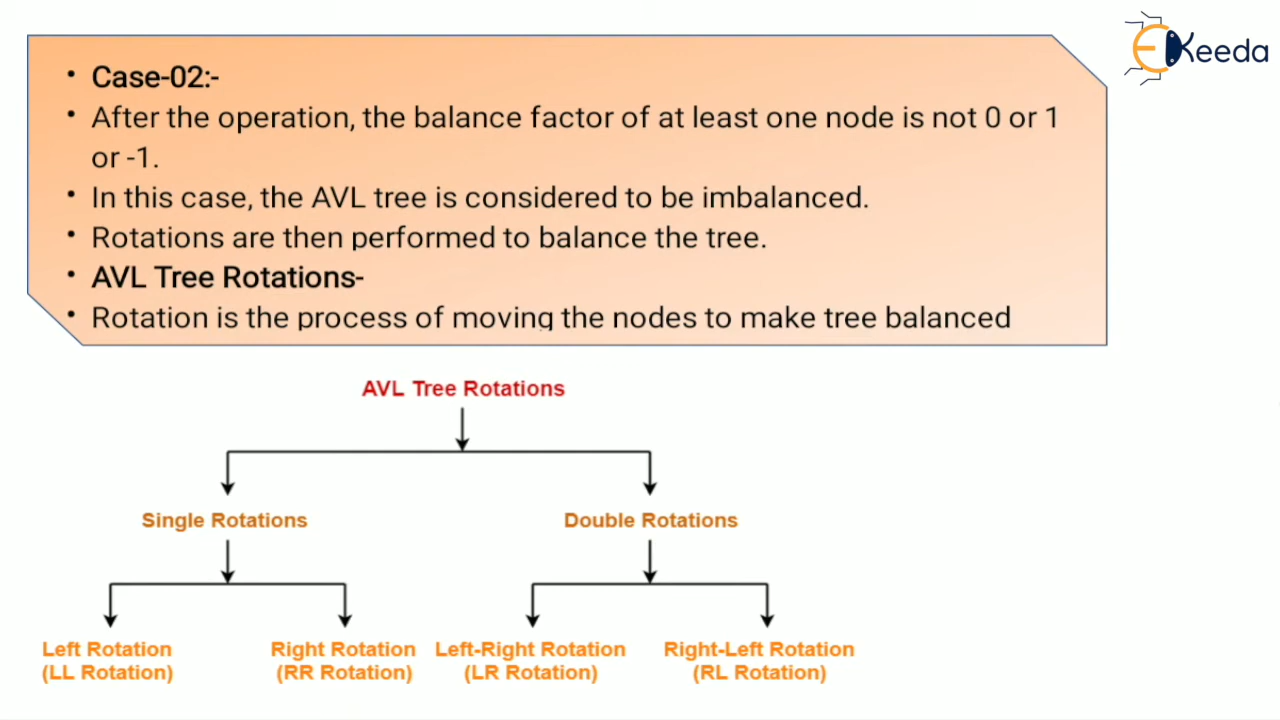 EKeeda
• Case-02:-
• After the operation, the balance factor of at least one node is not 0 or 1
or -1.
• In this case, the AVL tree is considered to be imbalanced.
• Rotations are then performed to balance the tree.
• AVL Tree Rotations-
• Rotation is the process of moving the nodes to make tree balanced
AVL Tree Rotations
Single Rotations
Double Rotations
Left Rotation
(LL Rotation)
Right Rotation
(RR Rotation)
Left-Right Rotation
(LR Rotation)
Right-Left Rotation
(RL Rotation)